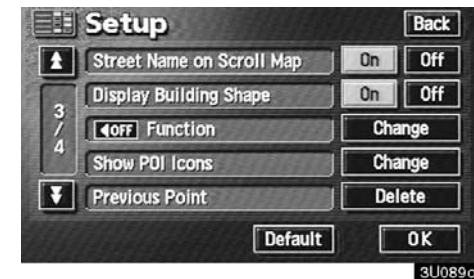 Setup Back
Street Name on Scroll Map On Off
Display Building Shape On Off
3/4
◀OFF Function Change
Show POI Icons Change
Previous Point Delete
Default OK